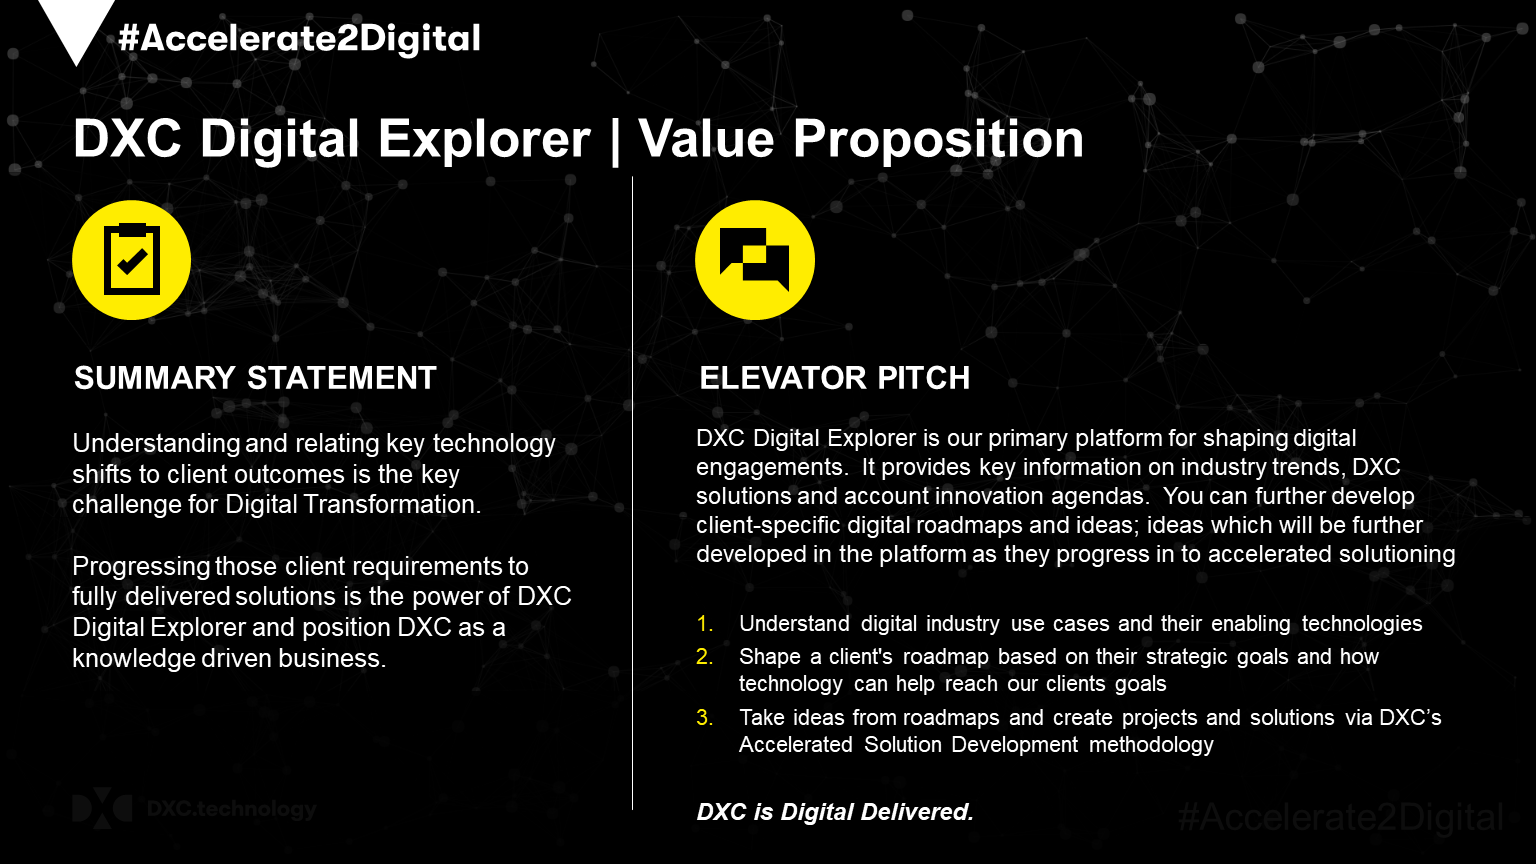 #Accelerate2Digital
DXC Digital Explorer | Value Proposition
SUMMARY STATEMENT
Understanding and relating key technology
shifts to client outcomes is the key
challenge for Digital Transformation.
Progressing those client requirements to
fully delivered solutions is the power of DXC
Digital Explorer and position DXC as a
knowledge driven business.
ELEVATOR PITCH
DXC Digital Explorer is our primary platform for shaping digital
engagements. It provides key information on industry trends, DXC
solutions and account innovation agendas. You can further develop
client-specific digital roadmaps and ideas; ideas which will be further
developed in the platform as they progress in to accelerated solutioning
1. Understand digital industry use cases and their enabling technologies
2. Shape a client's roadmap based on their strategic goals and how
technology can help reach our clients goals
3. Take ideas from roadmaps and create projects and solutions via DXC’s
Accelerated Solution Development methodology
DXC is Digital Delivered.
DXC.technology
#Accelerate2Digital